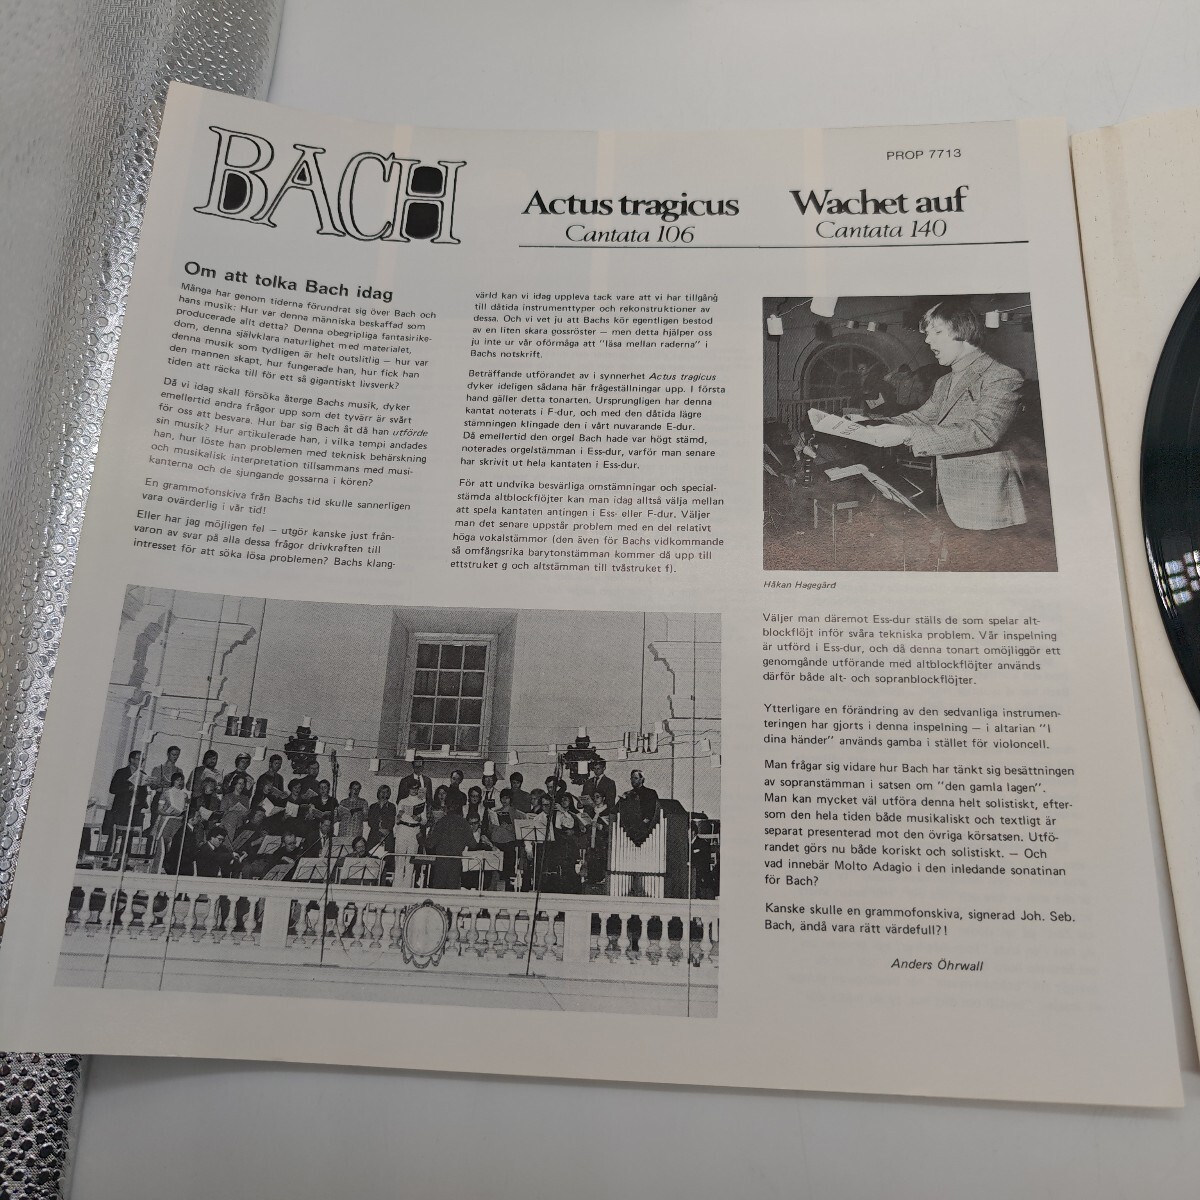 BACH
PROP 7713
Actus tragicus
Cantata 106
Wachet auf
Cantata 140
Om att tolka Bach idag
Många har genom tiderna förundrat sig över Bach och
hans musik: Hur var denna människa beskaffad som
producerade allt detta? Denna obegripliga fantasirike-
dom, denna självklara naturlighet med materialet,
denna musik som tydligen är helt outslitlig – hur var
den mannen skapt, hur fungerade han, hur fick han
tiden att räcka till för ett så gigantiskt livsverk?
Då vi idag skall försöka återge Bachs musik, dyker
emellertid andra frågor upp som det tyvärr är svårt
för oss att besvara. Hur bar sig Bach åt då han utförde
sin musik? Hur artikulerade han, i vilka tempi andades
han, hur löste han problemen med teknisk behärskning
och musikalisk interpretation tillsammans med musi-
kanterna och de sjungande gossarna i kören?
En grammofonskiva från Bachs tid skulle sannerligen
vara ovärderlig i vår tid!
Eller har jag möjligen fel – utgör kanske just från-
varon av svar på alla dessa frågor drivkraften till
intresset för att söka lösa problemen? Bachs klang-
värld kan vi idag uppleva tack vare att vi har tillgång
till dåtida instrumenttyper och rekonstruktioner av
dessa. Och vi vet ju att Bachs kör egentligen bestod
av en liten skara gossröster – men detta hjälper oss
ju inte ur vår oförmåga att "läsa mellan raderna" i
Bachs notskrift.
Beträffande utförandet av i synnerhet Actus tragicus
dyker ideligen sådana här frågeställningar upp. I första
hand gäller detta tonarten. Ursprungligen har denna
kantat noterats i F-dur, och med den dåtida lägre
stämningen klingade den i vårt nuvarande E-dur.
Då emellertid den orgel Bach hade var högt stämd,
noterades orgelstämman i Ess-dur, varför man senare
har skrivit ut hela kantaten i Ess-dur.
För att undvika besvärliga omstämningar och special-
stämda altblockflöjter kan man idag alltså välja mellan
att spela kantaten antingen i Ess- eller F-dur. Väljer
man det senare uppstår problem med en del relativt
höga vokalstämmor (den även för Bachs vidkommande
så omfångsrika barytonstämman kommer då upp till
ettstruket g och altstämman till tvåstruket f).
Håkan Hagegård
Väljer man däremot Ess-dur ställs de som spelar alt-
blockflöjt inför svåra tekniska problem. Vår inspelning
är utförd i Ess-dur, och då denna tonart omöjliggör ett
genomgånde utförande med altblockflöjter används
därför både alt- och sopranblockflöjter.
Ytterligare en förändring av den sedvanliga instrumen-
teringen har gjorts i denna inspelning – i altarian "I
dina händer" används gamba i stället för violoncell.
Man frågar sig vidare hur Bach har tänkt sig besättningen
av sopranstämman i satsen om "den gamla lagen".
Man kan mycket väl utföra denna helt solistiskt, efter-
som den hela tiden både musikaliskt och textligt är
separat presenterad mot den övriga körsatsen. Utfö-
randet görs nu både koriskt och solistiskt. – Och
vad innebär Molto Adagio i den inledande sonatinan
för Bach?
Kanske skulle en grammofonskiva, signerad Joh. Seb.
Bach, ändå vara rätt värdefull?!
Anders Öhrwall